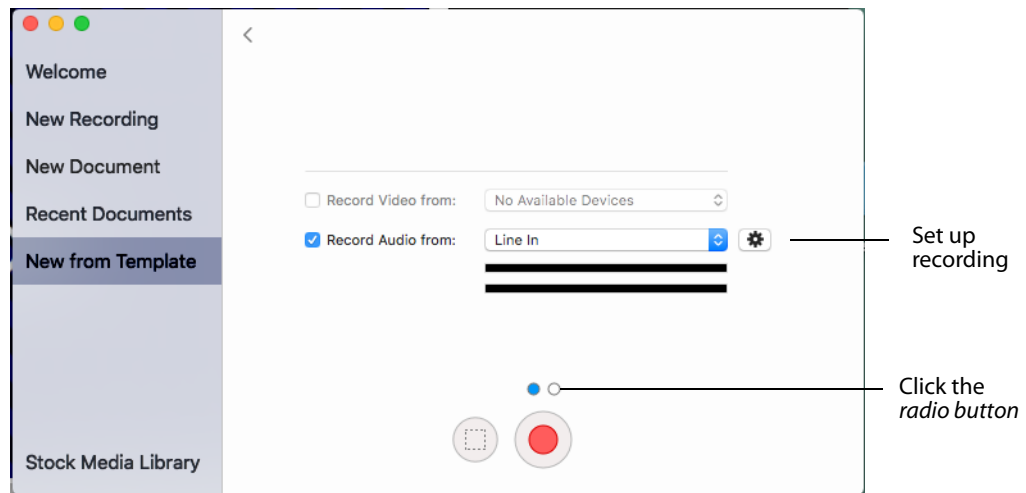 Welcome
New Recording
New Document
Recent Documents
New from Template
Stock Media Library
Record Video from: No Available Devices
Record Audio from: Line In
Set up
recording
Click the
radio button